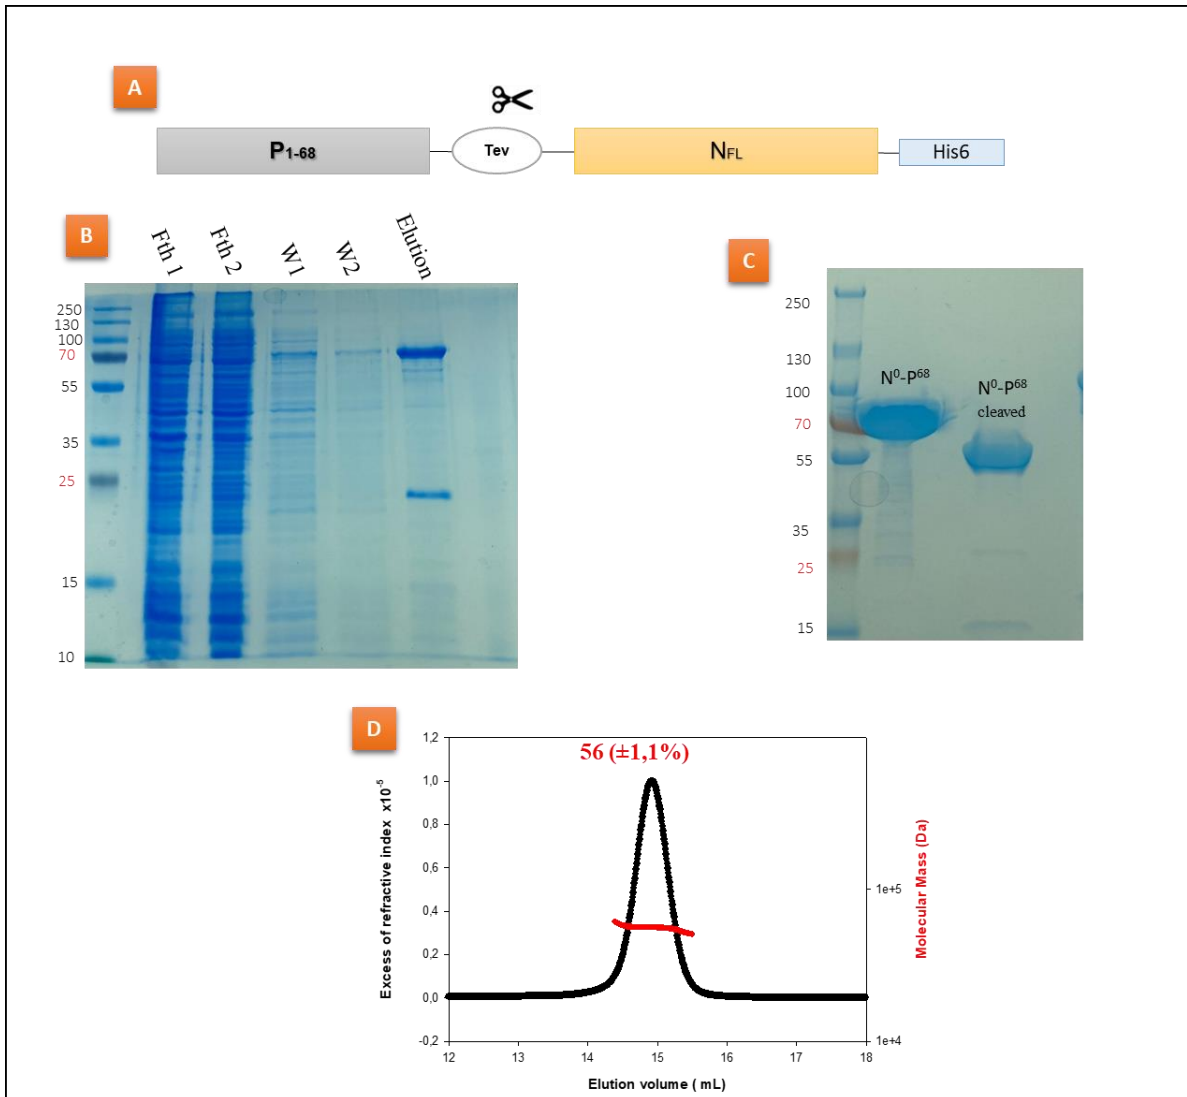 A
P1-68
Tev
NFL
His6
B
Fth 1
Fth 2
W1
W2
Elution
250
130
100
70
55
35
25
15
10
C
250
130
100
70
55
35
25
15
N⁰-P⁶⁸
N⁰-P⁶⁸
cleaved
D
56 (±1,1%)
Excess of refractive index x10⁻⁵
1,2
1,0
0,8
0,6
0,4
0,2
0,0
-0,2
12 13 14 15 16 17 18
Elution volume ( mL)
1e+5
1e+4
Molecular Mass (Da)